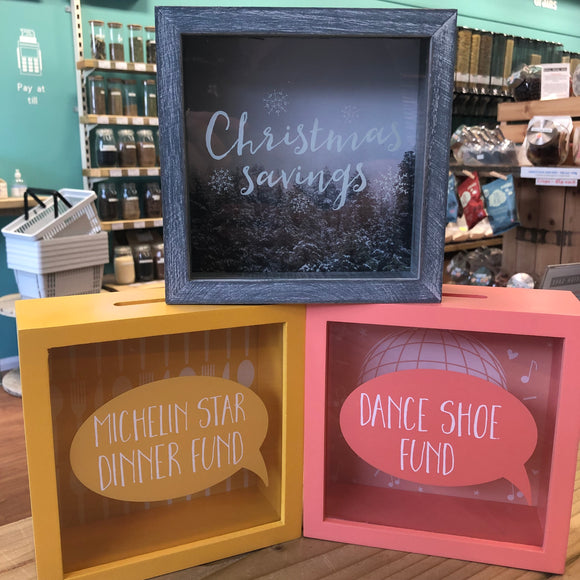 Pay at
till
Christmas
savings
MICHELIN STAR
DINNER FUND
DANCE SHOE
FUND